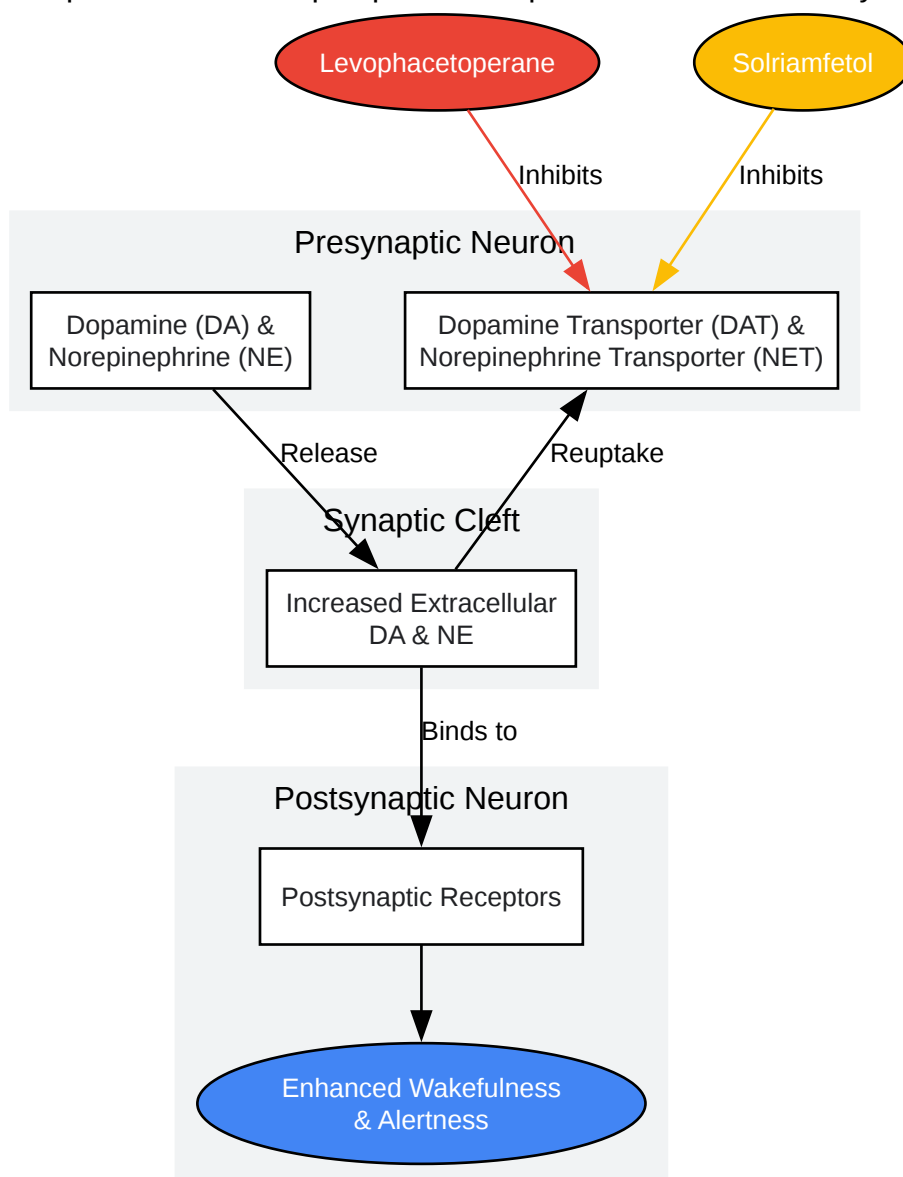 Levophacetoperane
Solriamfetol
Inhibits
Inhibits
Presynaptic Neuron
Dopamine (DA) &
Norepinephrine (NE)
Dopamine Transporter (DAT) &
Norepinephrine Transporter (NET)
Release
Reuptake
Synaptic Cleft
Increased Extracellular
DA & NE
Binds to
Postsynaptic Neuron
Postsynaptic Receptors
Enhanced Wakefulness
& Alertness